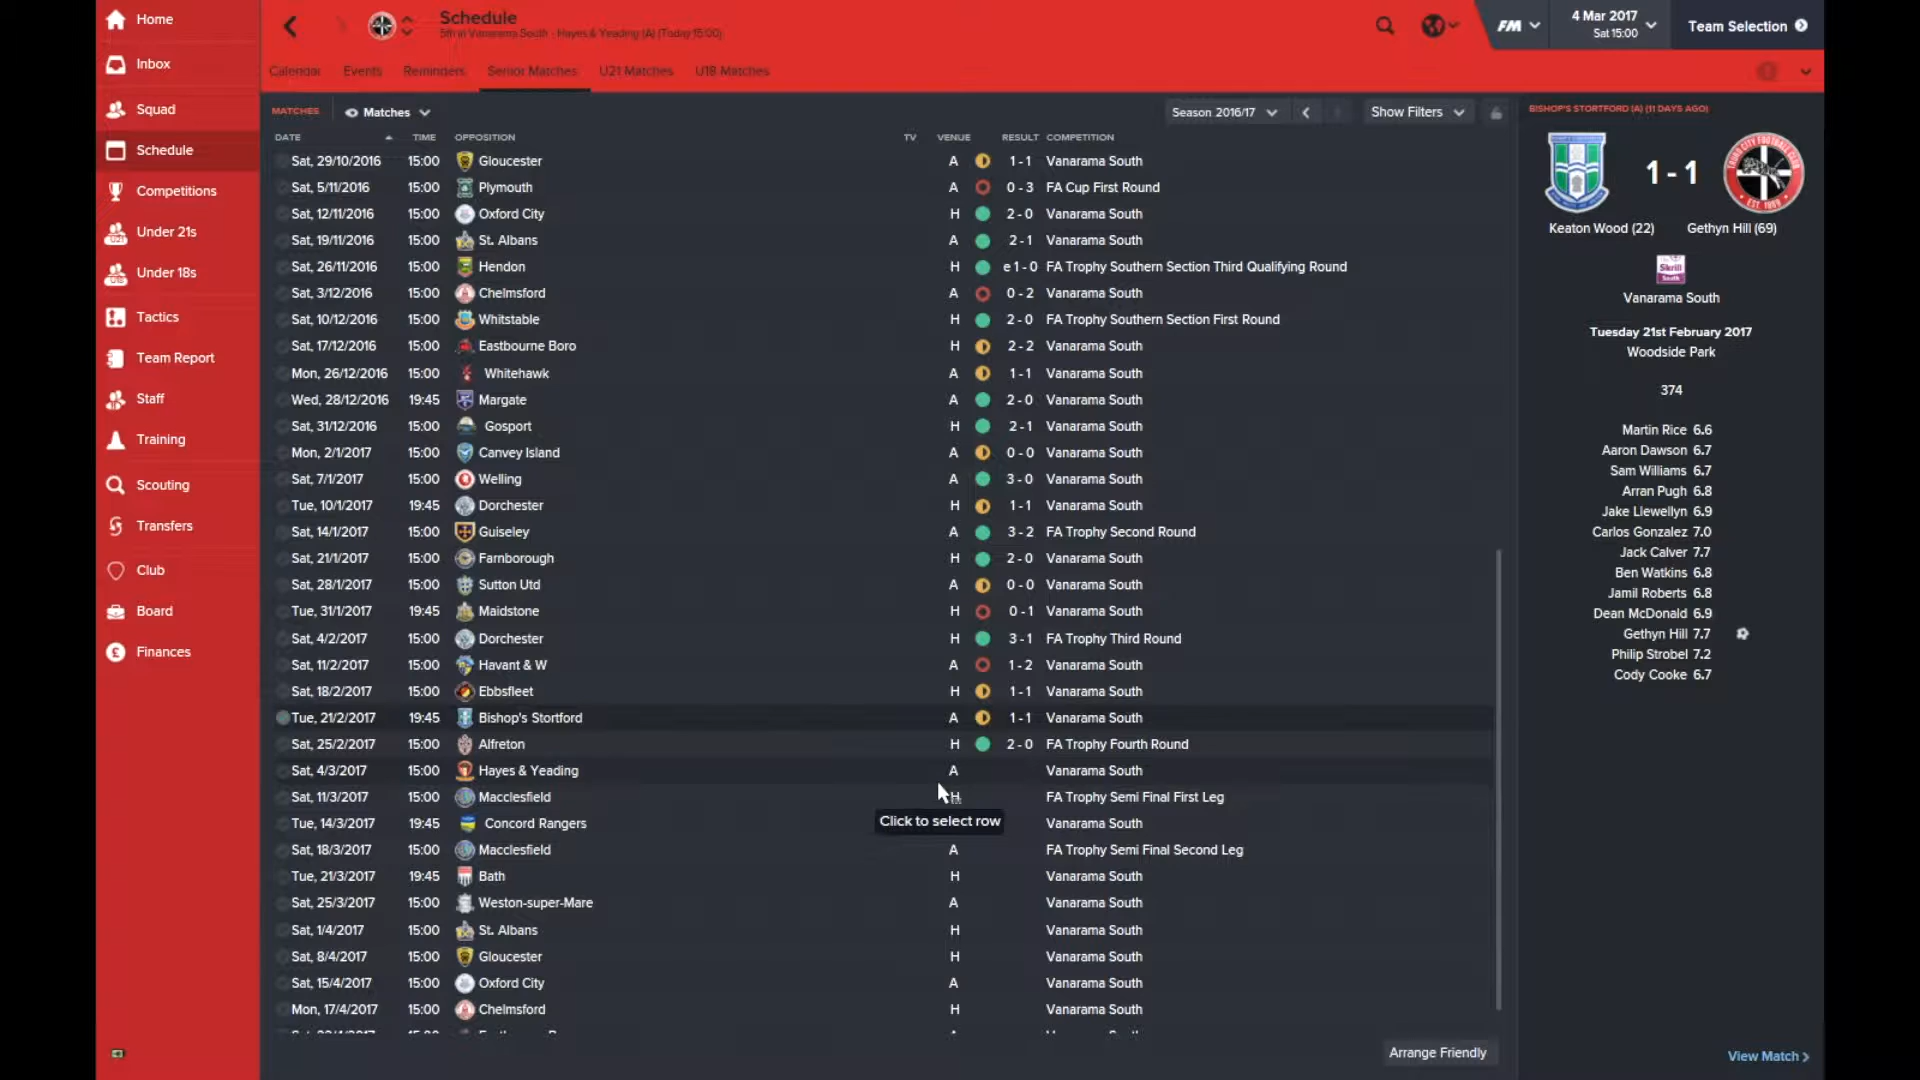 Home
Inbox
Squad
Schedule
Competitions
Under 21s
Under 18s
Tactics
Team Report
Staff
Training
Scouting
Transfers
Club
Board
Finances
Schedule
5th in Vanarama South - Hayes & Yeading (A) (Today 15:00)
FM
4 Mar 2017
Sat 15:00
Team Selection
Calendar Events Reminders Senior Matches U21 Matches U18 Matches
MATCHES Matches Season 2016/17 Show Filters
DATE TIME OPPOSITION TV VENUE RESULT COMPETITION
Sat, 29/10/2016 15:00 Gloucester A 1 - 1 Vanarama South
Sat, 5/11/2016 15:00 Plymouth A 0 - 3 FA Cup First Round
Sat, 12/11/2016 15:00 Oxford City H 2 - 0 Vanarama South
Sat, 19/11/2016 15:00 St. Albans A 2 - 1 Vanarama South
Sat, 26/11/2016 15:00 Hendon H e 1 - 0 FA Trophy Southern Section Third Qualifying Round
Sat, 3/12/2016 15:00 Chelmsford A 0 - 2 Vanarama South
Sat, 10/12/2016 15:00 Whitstable H 2 - 0 FA Trophy Southern Section First Round
Sat, 17/12/2016 15:00 Eastbourne Boro H 2 - 2 Vanarama South
Mon, 26/12/2016 15:00 Whitehawk A 1 - 1 Vanarama South
Wed, 28/12/2016 19:45 Margate A 2 - 0 Vanarama South
Sat, 31/12/2016 15:00 Gosport H 2 - 1 Vanarama South
Mon, 2/1/2017 15:00 Canvey Island A 0 - 0 Vanarama South
Sat, 7/1/2017 15:00 Welling A 3 - 0 Vanarama South
Tue, 10/1/2017 19:45 Dorchester H 1 - 1 Vanarama South
Sat, 14/1/2017 15:00 Guiseley A 3 - 2 FA Trophy Second Round
Sat, 21/1/2017 15:00 Farnborough H 2 - 0 Vanarama South
Sat, 28/1/2017 15:00 Sutton Utd A 0 - 0 Vanarama South
Tue, 31/1/2017 19:45 Maidstone H 0 - 1 Vanarama South
Sat, 4/2/2017 15:00 Dorchester H 3 - 1 FA Trophy Third Round
Sat, 11/2/2017 15:00 Havant & W A 1 - 2 Vanarama South
Sat, 18/2/2017 15:00 Ebbsfleet H 1 - 1 Vanarama South
Tue, 21/2/2017 19:45 Bishop's Stortford A 1 - 1 Vanarama South
Sat, 25/2/2017 15:00 Alfreton H 2 - 0 FA Trophy Fourth Round
Sat, 4/3/2017 15:00 Hayes & Yeading A Vanarama South
Sat, 11/3/2017 15:00 Macclesfield H FA Trophy Semi Final First Leg
Tue, 14/3/2017 19:45 Concord Rangers Vanarama South
Click to select row
Sat, 18/3/2017 15:00 Macclesfield A FA Trophy Semi Final Second Leg
Tue, 21/3/2017 19:45 Bath H Vanarama South
Sat, 25/3/2017 15:00 Weston-super-Mare A Vanarama South
Sat, 1/4/2017 15:00 St. Albans H Vanarama South
Sat, 8/4/2017 15:00 Gloucester H Vanarama South
Sat, 15/4/2017 15:00 Oxford City A Vanarama South
Mon, 17/4/2017 15:00 Chelmsford H Vanarama South
Arrange Friendly
BISHOP'S STORTFORD (A) (11 DAYS AGO)
1 - 1
Keaton Wood (22) Gethyn Hill (69)
Skrill
South
Vanarama South
Tuesday 21st February 2017
Woodside Park
374
Martin Rice 6.6
Aaron Dawson 6.7
Sam Williams 6.7
Arran Pugh 6.8
Jake Llewellyn 6.9
Carlos Gonzalez 7.0
Jack Calver 7.7
Ben Watkins 6.8
Jamil Roberts 6.8
Dean McDonald 6.9
Gethyn Hill 7.7
Philip Strobel 7.2
Cody Cooke 6.7
View Match